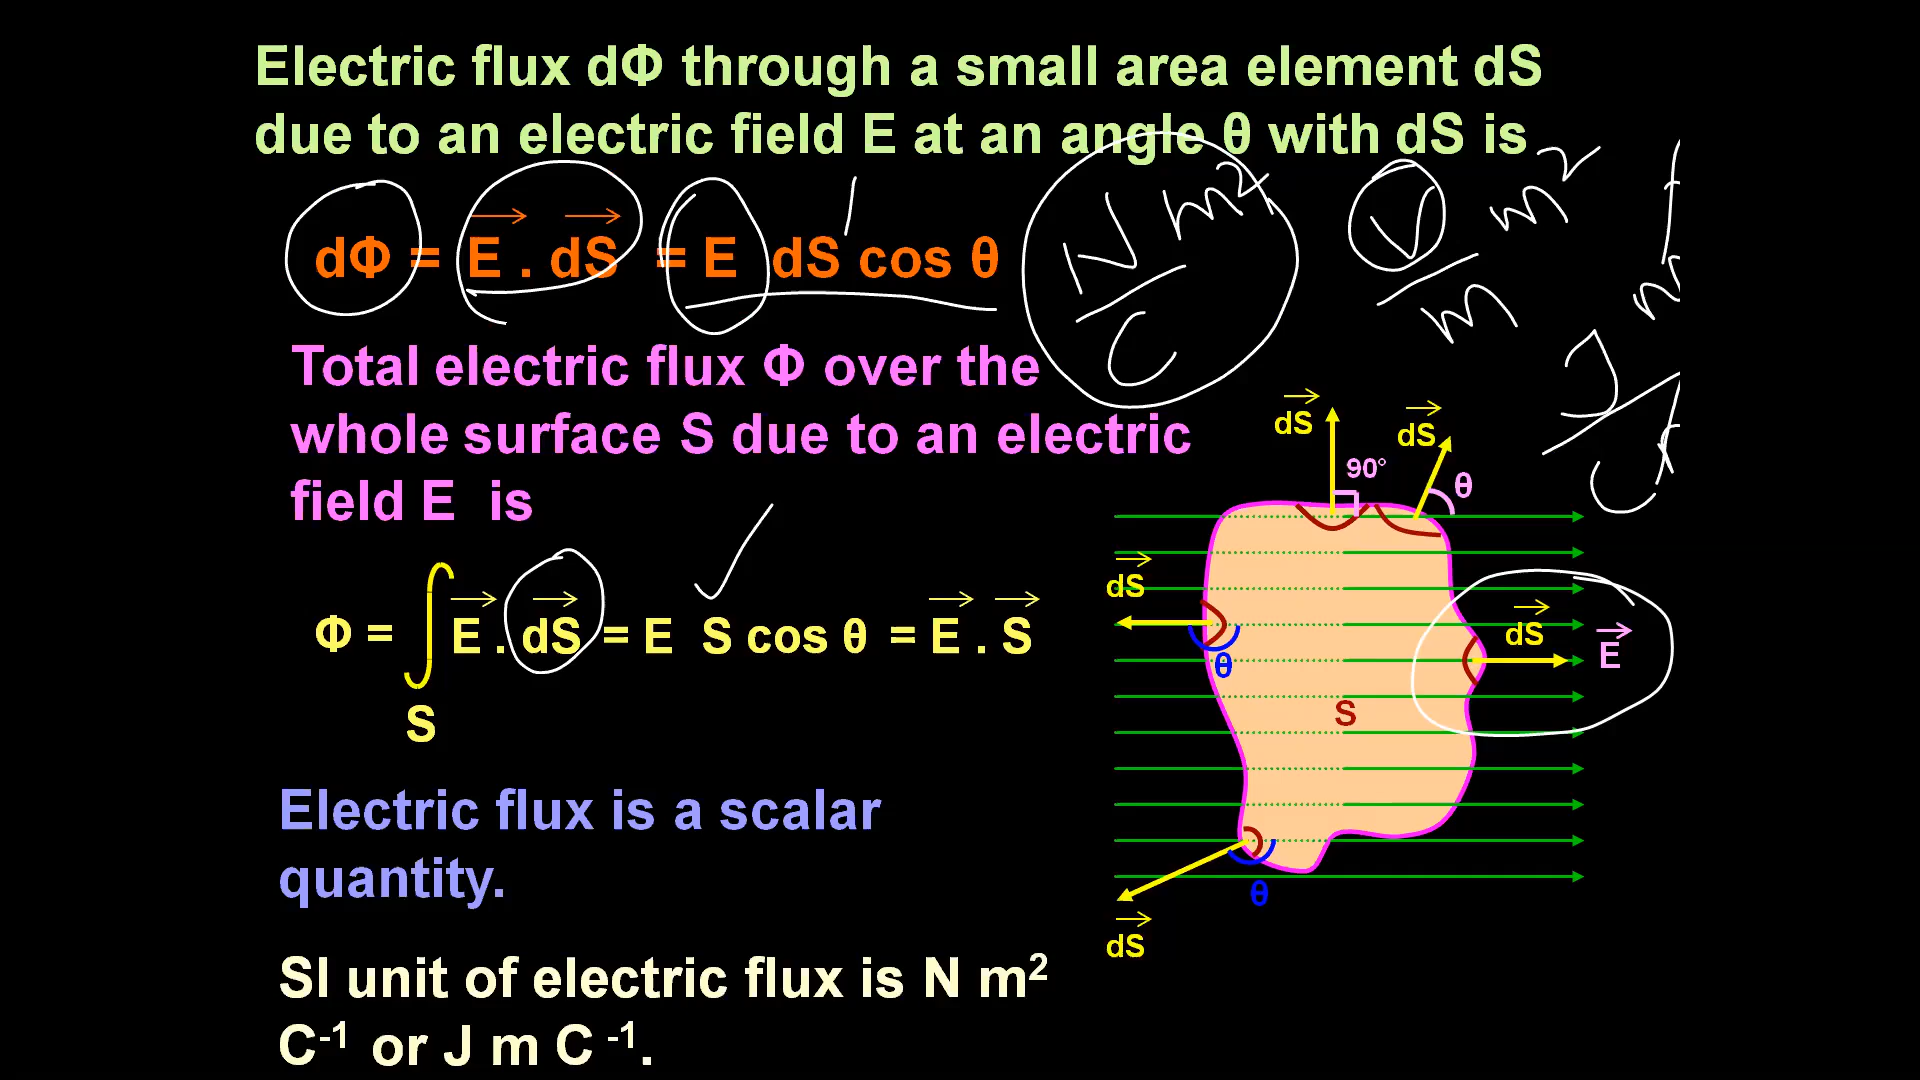 Electric flux dΦ through a small area element dS
due to an electric field E at an angle θ with dS is
dΦ = E . dS = E dS cos θ
N/C m²
V/m m²
Total electric flux Φ over the
whole surface S due to an electric
field E is
J/C
Φ = ∫ E . dS = E S cos θ = E . S
S
Electric flux is a scalar
quantity.
SI unit of electric flux is N m²
C⁻¹ or J m C ⁻¹.
dS
dS
90°
θ
dS
dS
E
θ
S
θ
dS